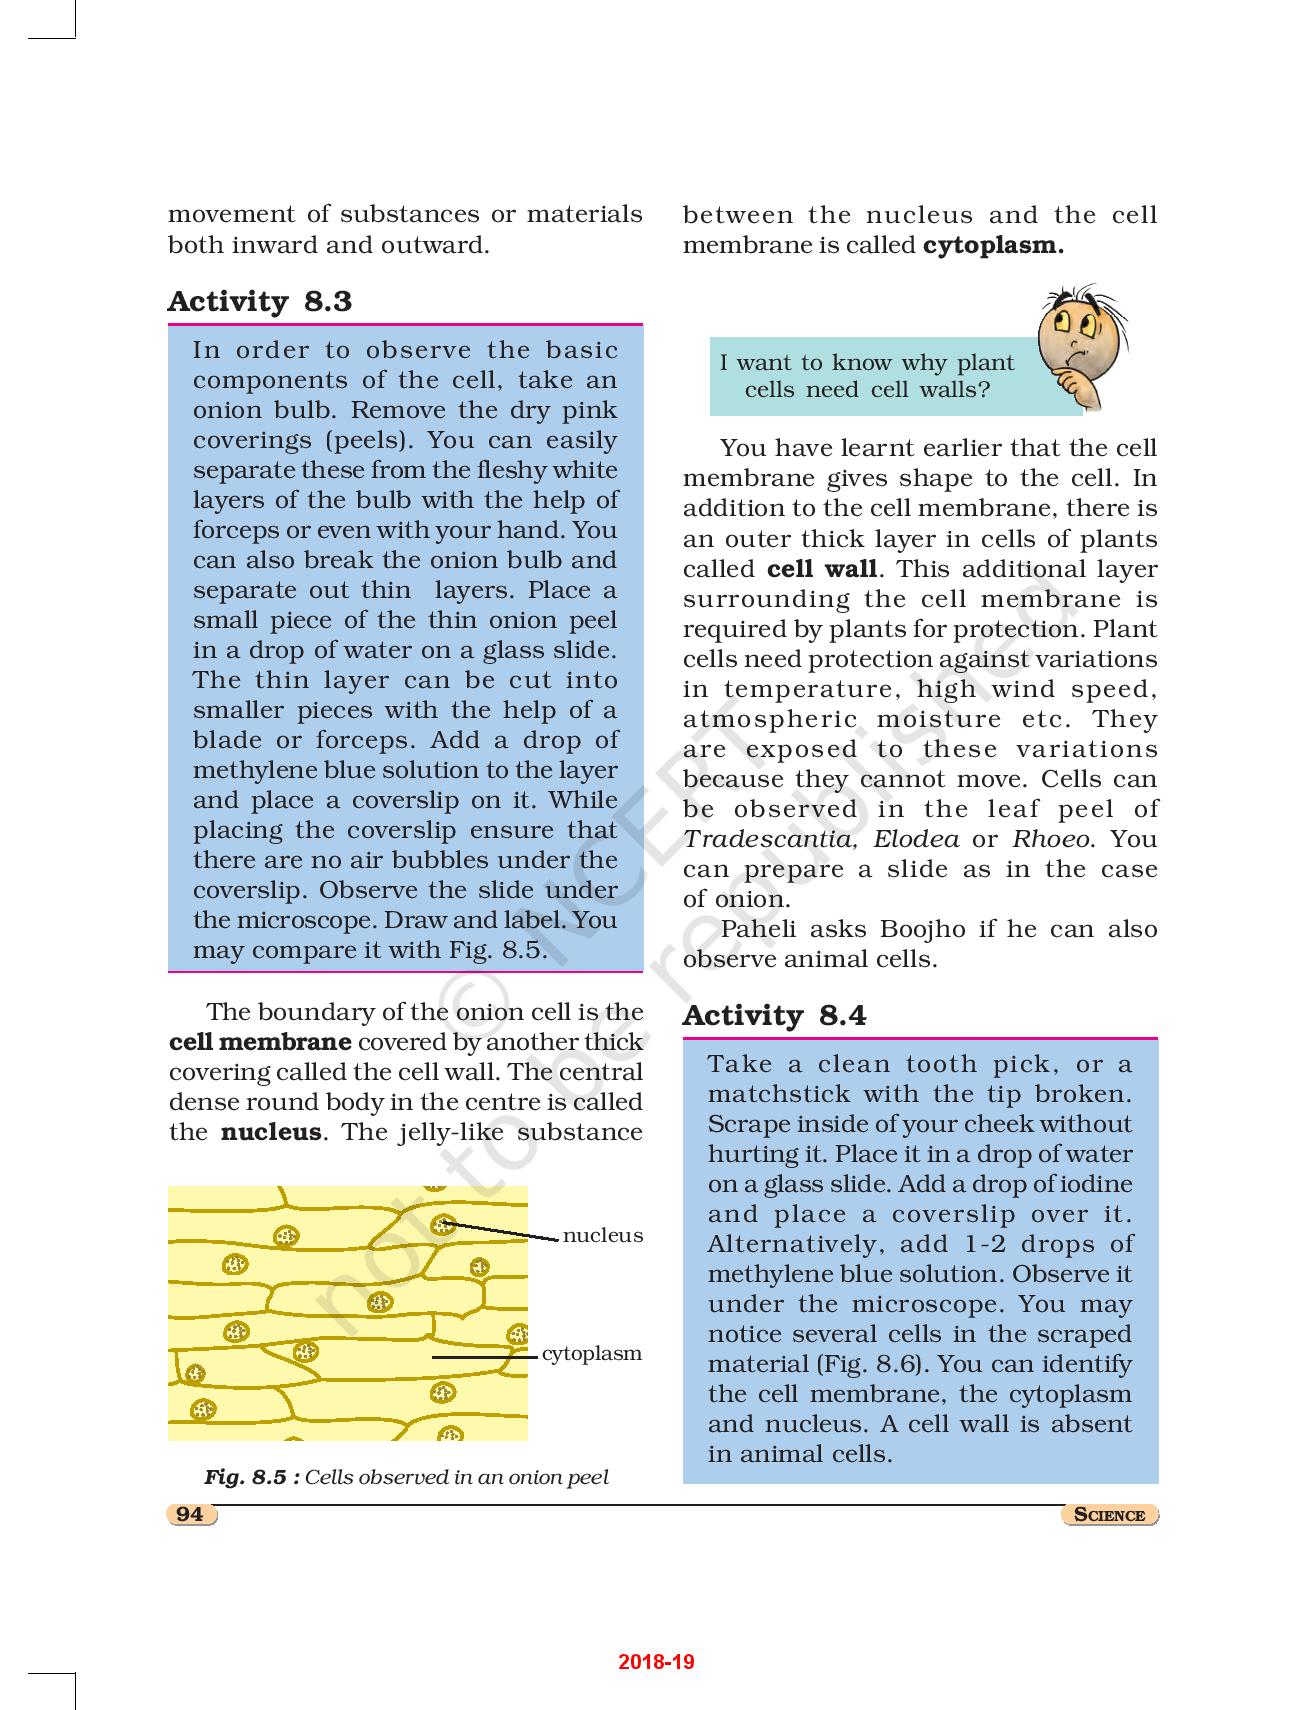 movement of substances or materials
both inward and outward.
Activity 8.3
In order to observe the basic
components of the cell, take an
onion bulb. Remove the dry pink
coverings (peels). You can easily
separate these from the fleshy white
layers of the bulb with the help of
forceps or even with your hand. You
can also break the onion bulb and
separate out thin layers. Place a
small piece of the thin onion peel
in a drop of water on a glass slide.
The thin layer can be cut into
smaller pieces with the help of a
blade or forceps. Add a drop of
methylene blue solution to the layer
and place a coverslip on it. While
placing the coverslip ensure that
there are no air bubbles under the
coverslip. Observe the slide under
the microscope. Draw and label. You
may compare it with Fig. 8.5.
The boundary of the onion cell is the
cell membrane covered by another thick
covering called the cell wall. The central
dense round body in the centre is called
the nucleus. The jelly-like substance
nucleus
cytoplasm
Fig. 8.5 : Cells observed in an onion peel
between the nucleus and the cell
membrane is called cytoplasm.
I want to know why plant
cells need cell walls?
You have learnt earlier that the cell
membrane gives shape to the cell. In
addition to the cell membrane, there is
an outer thick layer in cells of plants
called cell wall. This additional layer
surrounding the cell membrane is
required by plants for protection. Plant
cells need protection against variations
in temperature, high wind speed,
atmospheric moisture etc. They
are exposed to these variations
because they cannot move. Cells can
be observed in the leaf peel of
Tradescantia, Elodea or Rhoeo. You
can prepare a slide as in the case
of onion.
Paheli asks Boojho if he can also
observe animal cells.
Activity 8.4
Take a clean tooth pick, or a
matchstick with the tip broken.
Scrape inside of your cheek without
hurting it. Place it in a drop of water
on a glass slide. Add a drop of iodine
and place a coverslip over it.
Alternatively, add 1-2 drops of
methylene blue solution. Observe it
under the microscope. You may
notice several cells in the scraped
material (Fig. 8.6). You can identify
the cell membrane, the cytoplasm
and nucleus. A cell wall is absent
in animal cells.
© NCERT
not to be republished
94
SCIENCE
2018-19